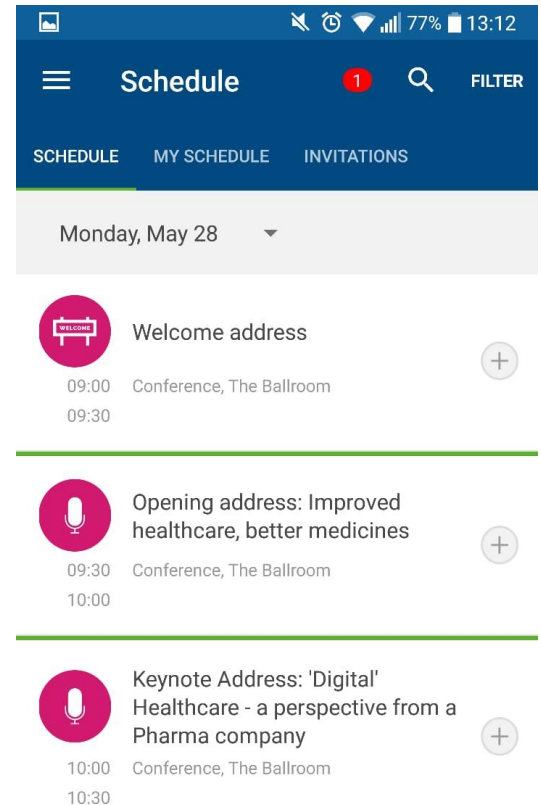 77% 13:12
Schedule 1 FILTER
SCHEDULE MY SCHEDULE INVITATIONS
Monday, May 28
WELCOME
Welcome address
09:00 Conference, The Ballroom
09:30
Opening address: Improved
healthcare, better medicines
09:30 Conference, The Ballroom
10:00
Keynote Address: 'Digital'
Healthcare - a perspective from a
Pharma company
10:00 Conference, The Ballroom
10:30